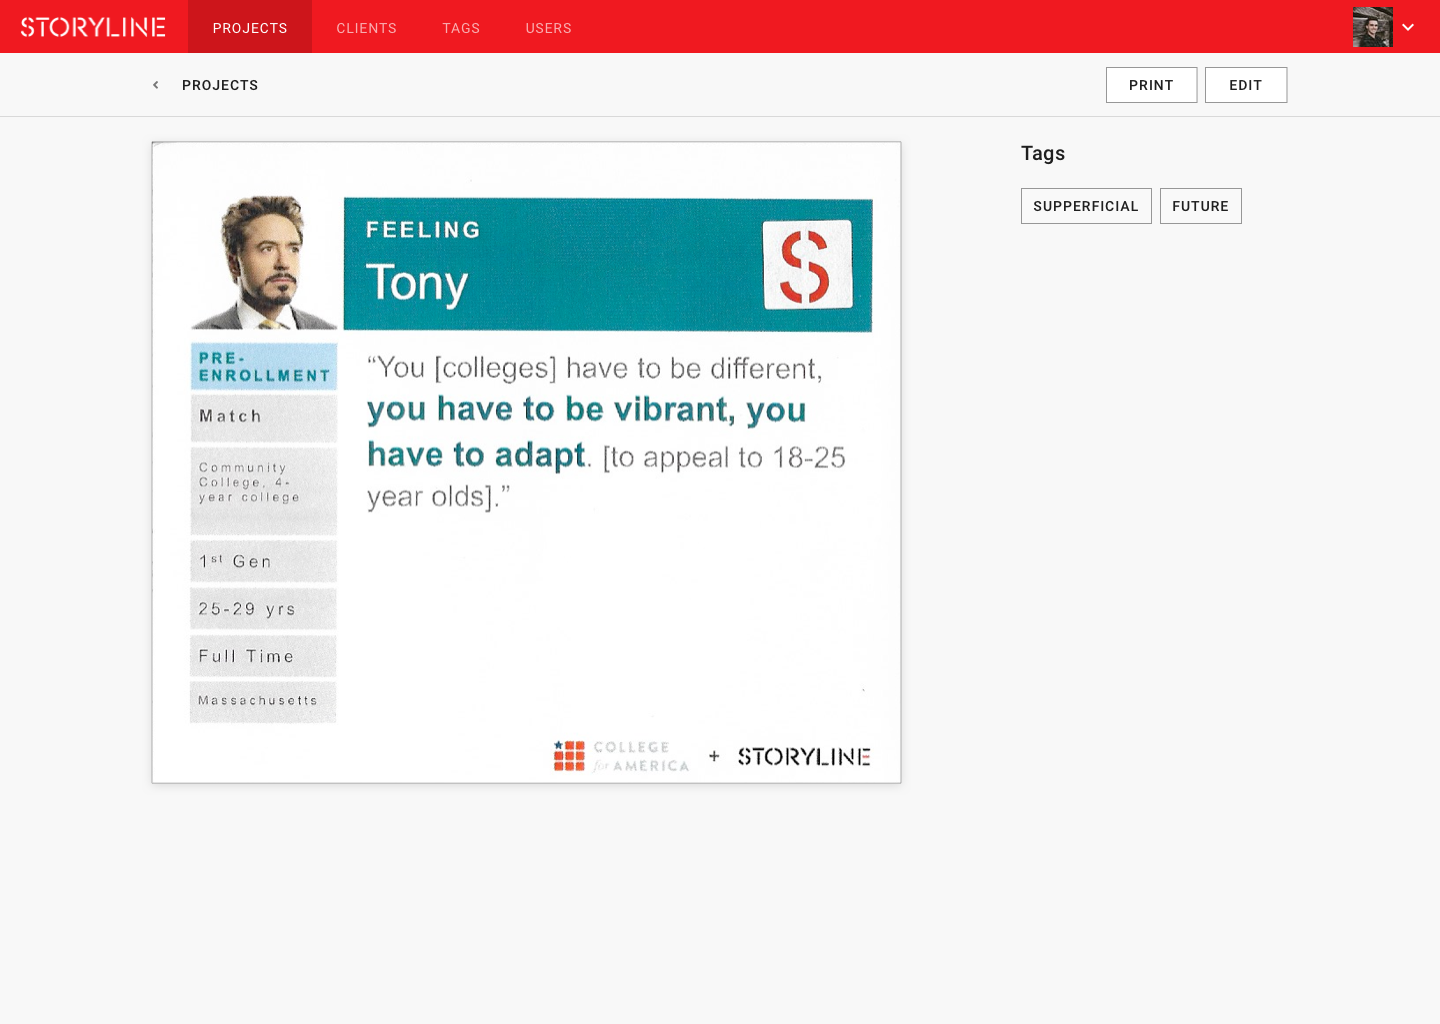 STORYLINE
PROJECTS CLIENTS TAGS USERS
PROJECTS
PRINT EDIT
FEELING
Tony
S
PRE-
ENROLLMENT
Match
Community
College, 4-
year college
1st Gen
25-29 yrs
Full Time
Massachusetts
“You [colleges] have to be different,
you have to be vibrant, you
have to adapt. [to appeal to 18-25
year olds].”
COLLEGE
for AMERICA
+ STORYLINE
Tags
SUPPERFICIAL FUTURE